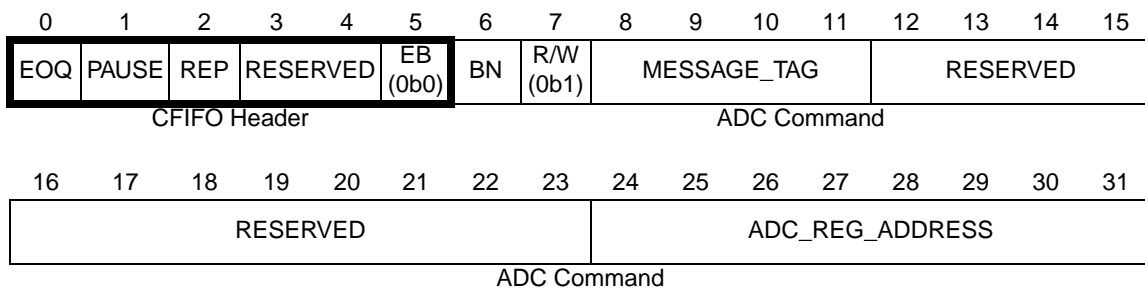 0 1 2 3 4 5 6 7 8 9 10 11 12 13 14 15
EOQ PAUSE REP RESERVED EB (0b0) BN R/W (0b1) MESSAGE_TAG RESERVED
CFIFO Header ADC Command
16 17 18 19 20 21 22 23 24 25 26 27 28 29 30 31
RESERVED ADC_REG_ADDRESS
ADC Command